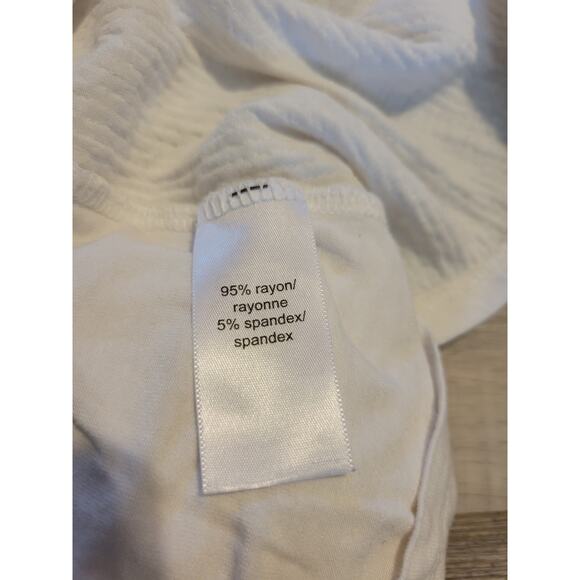 95% rayon/
rayonne
5% spandex/
spandex